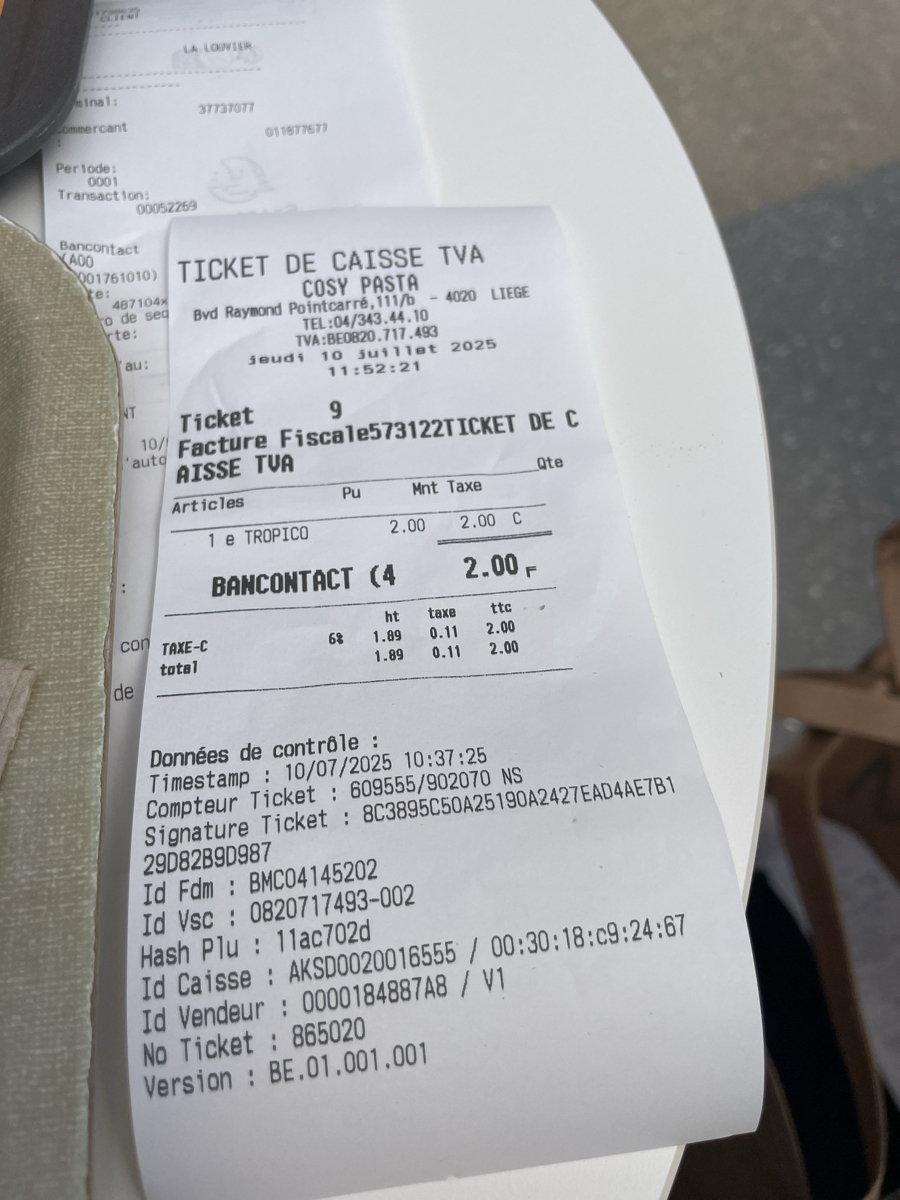 CLIENT
LA LOUVIER
37737077
ommercant
011877677
:
Periode:
0001
Transaction:
00052269
Bancontact
(A00
001761010)
487104×
TICKET DE CAISSE TVA
COSY PASTA
Bvd Raymond Pointcarré,111/b - 4020 LIEGE
TEL:04/343.44.10
TVA:BE0820.717.493
jeudi 10 juillet 2025
11:52:21
Ticket 9
Facture Fiscale573122TICKET DE C
AISSE TVA
Articles Pu Mnt Taxe Qte
1 e TROPICO 2.00 2.00 C
BANCONTACT (4 2.00 F
ht taxe ttc
TAXE-C 6% 1.89 0.11 2.00
total 1.89 0.11 2.00
Données de contrôle :
Timestamp : 10/07/2025 10:37:25
Compteur Ticket : 609555/902070 NS
Signature Ticket : 8C3895C50A25190A2427EAD4AE7B1
29D82B9D987
Id Fdm : BMC04145202
Id Vsc : 0820717493-002
Hash Plu : 11ac702d
Id Caisse : AKSD0020016555 / 00:30:18:c9:24:67
Id Vendeur : 0000184887A8 / V1
No Ticket : 865020
Version : BE.01.001.001